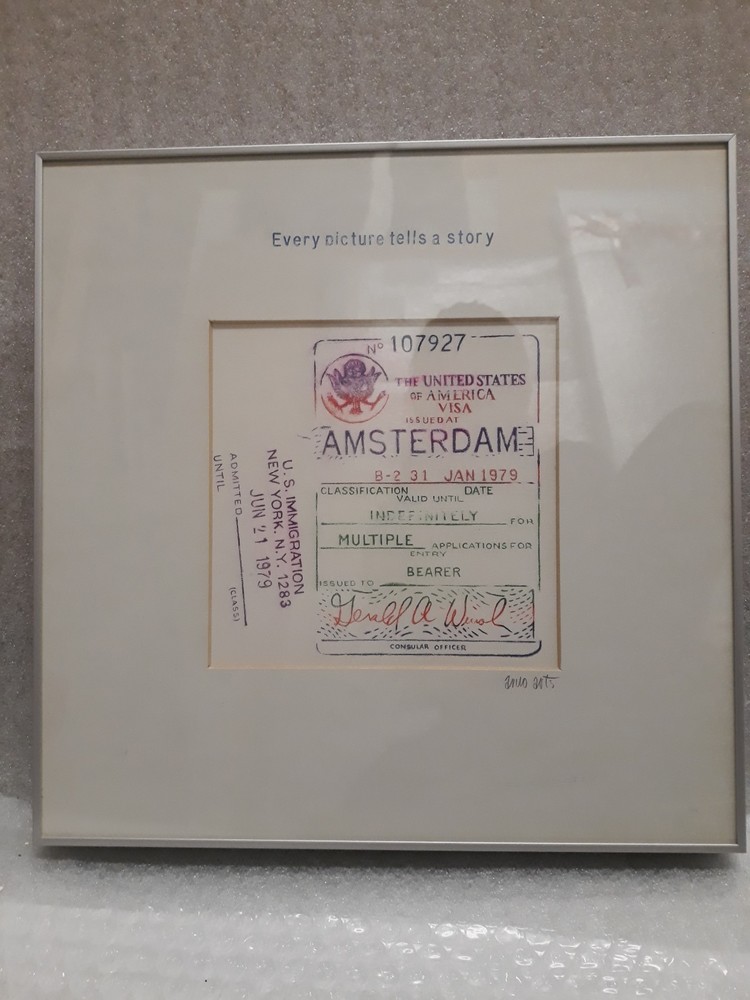 Every picture tells a story
Nº 107927
THE UNITED STATES
OF AMERICA
VISA
ISSUED AT
AMSTERDAM
B-2 31 JAN 1979
CLASSIFICATION DATE
VALID UNTIL
INDEFINITELY FOR
MULTIPLE APPLICATIONS FOR
ENTRY
BEARER
ISSUED TO
Gerald A
CONSULAR OFFICER
U.S. IMMIGRATION
NEW YORK, N.Y. 1283
JUN 21 1979
ADMITTED (CLASS)
UNTIL